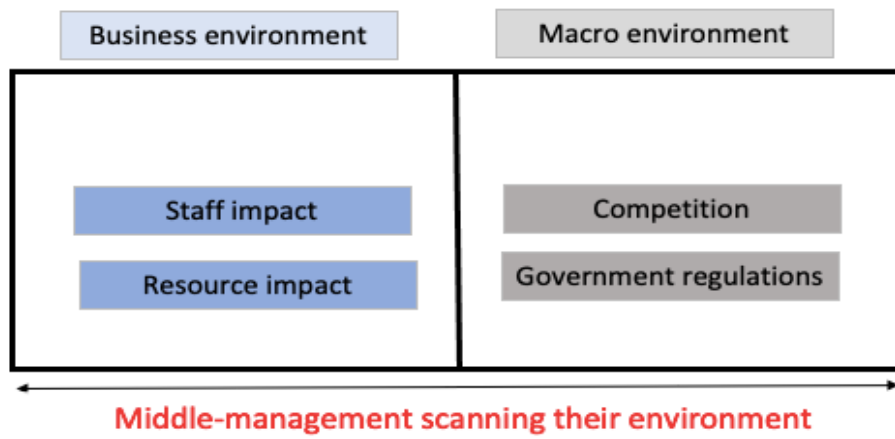 Business environment
Macro environment
Staff impact
Competition
Resource impact
Government regulations
Middle-management scanning their environment